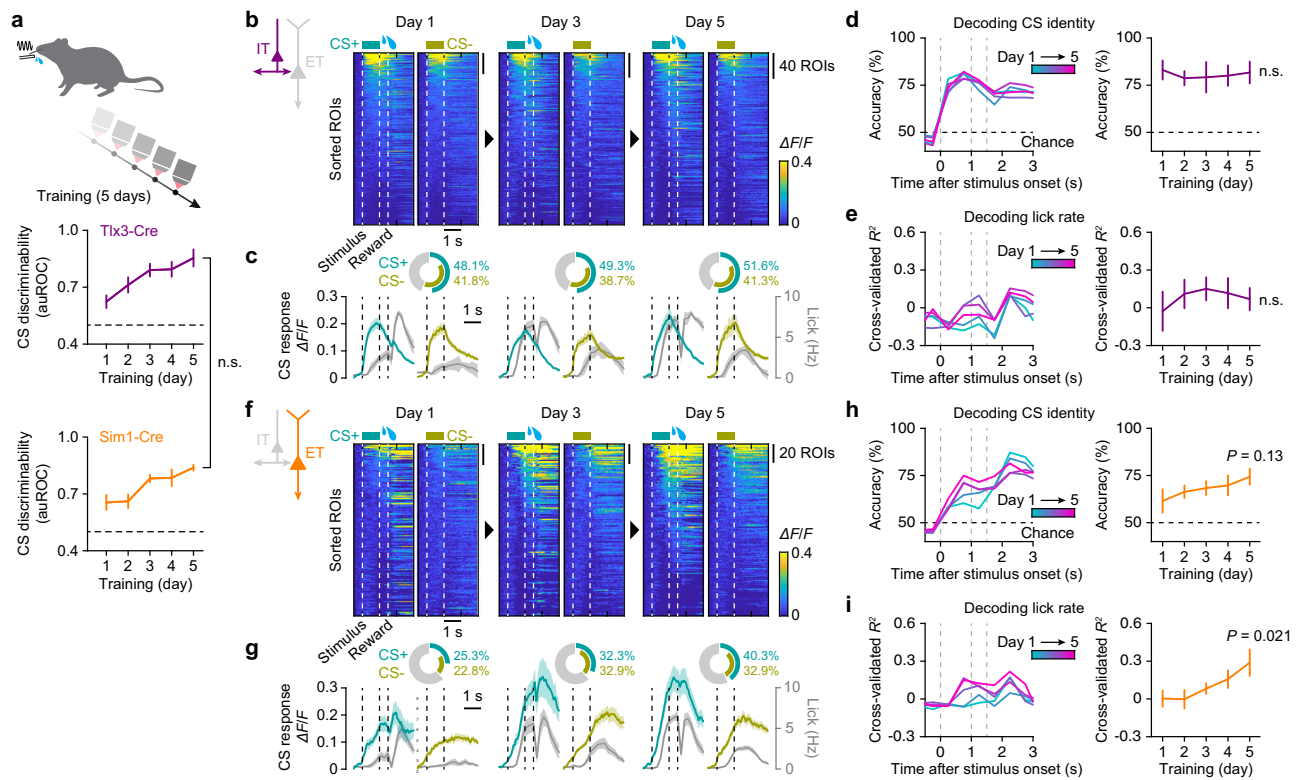 a
Training (5 days)
Tlx3-Cre
CS discriminability
(auROC)
1.0
0.7
0.4
1 2 3 4 5
Training (day)
n.s.
Sim1-Cre
CS discriminability
(auROC)
1.0
0.7
0.4
1 2 3 4 5
Training (day)
b
IT
ET
Day 1
Day 3
Day 5
CS+
CS-
40 ROIs
Sorted ROIs
ΔF/F
0.4
0
Stimulus
Reward
1 s
c
CS+ 48.1%
CS- 41.8%
49.3%
38.7%
51.6%
41.3%
CS response
ΔF/F
0.3
0.2
0.1
0
1 s
10
5
0
Lick (Hz)
d
Decoding CS identity
Accuracy (%)
100
75
50
Day 1 5
Chance
0 1 2 3
Time after stimulus onset (s)
Accuracy (%)
100
75
50
n.s.
1 2 3 4 5
Training (day)
e
Decoding lick rate
Cross-validated R²
0.6
0.3
0
-0.3
Day 1 5
0 1 2 3
Time after stimulus onset (s)
Cross-validated R²
0.6
0.3
0
-0.3
n.s.
1 2 3 4 5
Training (day)
f
IT
ET
Day 1
Day 3
Day 5
CS+
CS-
20 ROIs
Sorted ROIs
ΔF/F
0.4
0
Stimulus
Reward
1 s
g
CS+ 25.3%
CS- 22.8%
32.3%
32.9%
40.3%
32.9%
CS response
ΔF/F
0.3
0.2
0.1
0
1 s
10
5
0
Lick (Hz)
h
Decoding CS identity
Accuracy (%)
100
75
50
Day 1 5
Chance
0 1 2 3
Time after stimulus onset (s)
Accuracy (%)
100
75
50
P = 0.13
1 2 3 4 5
Training (day)
i
Decoding lick rate
Cross-validated R²
0.6
0.3
0
-0.3
Day 1 5
0 1 2 3
Time after stimulus onset (s)
Cross-validated R²
0.6
0.3
0
-0.3
P = 0.021
1 2 3 4 5
Training (day)